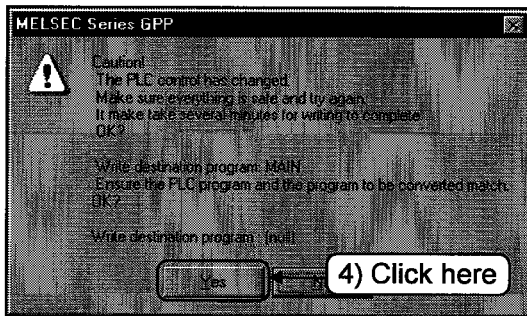 MELSEC Series GPP
Caution!
The PLC control has changed.
Make sure everything is safe and try again.
It make take several minutes for writing to complete.
OK?
Write destination program: MAIN
Ensure the PLC program and the program to be converted match.
OK?
Write destination program : (null)
Yes
4) Click here